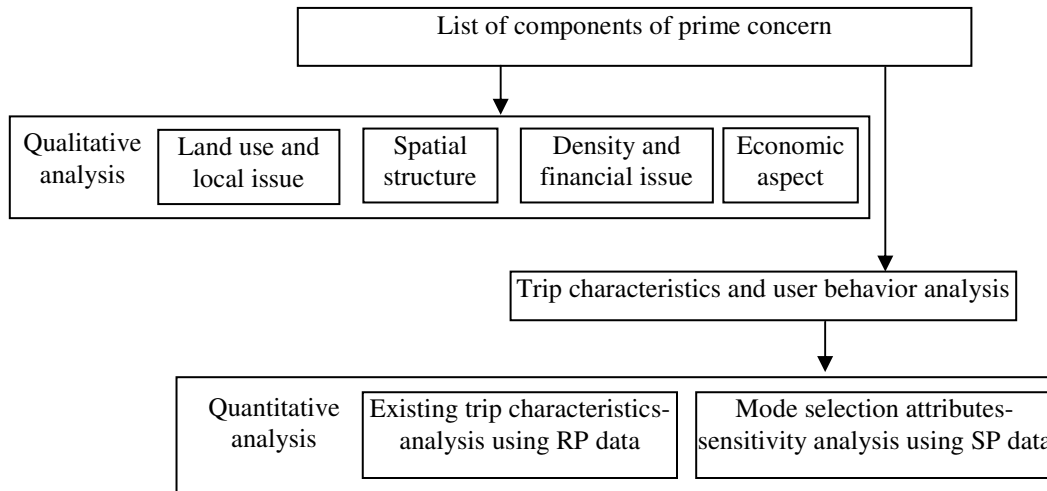 List of components of prime concern
Qualitative
analysis
Land use and
local issue
Spatial
structure
Density and
financial issue
Economic
aspect
Trip characteristics and user behavior analysis
Quantitative
analysis
Existing trip characteristics-
analysis using RP data
Mode selection attributes-
sensitivity analysis using SP data